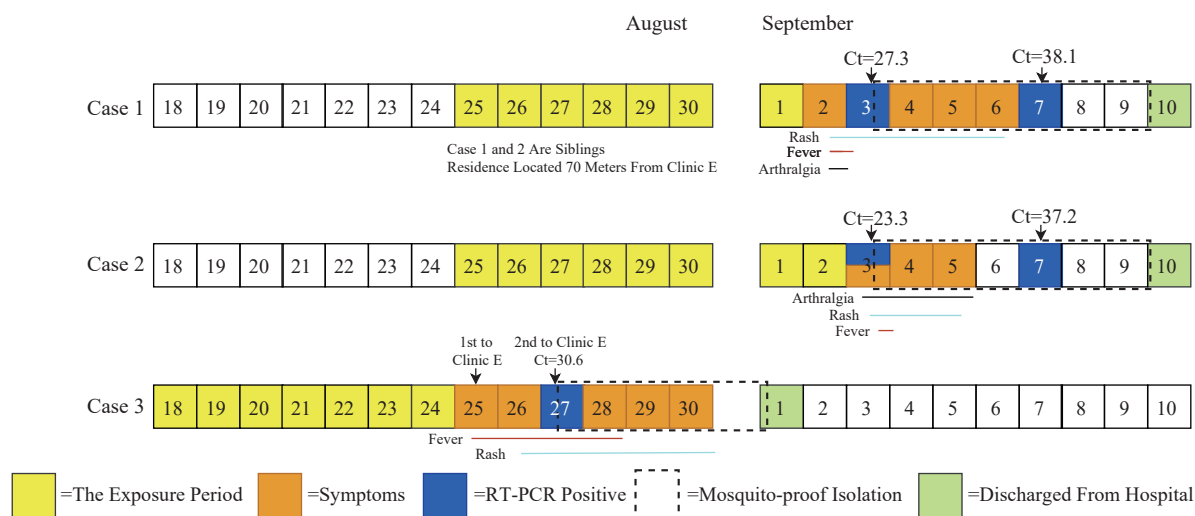 August September
Ct=27.3 Ct=38.1
Case 1 18 19 20 21 22 23 24 25 26 27 28 29 30 1 2 3 4 5 6 7 8 9 10
Rash
Case 1 and 2 Are Siblings
Fever
Residence Located 70 Meters From Clinic E
Arthralgia
Ct=23.3 Ct=37.2
Case 2 18 19 20 21 22 23 24 25 26 27 28 29 30 1 2 3 4 5 6 7 8 9 10
Arthralgia
Rash
Fever
1st to
Clinic E
2nd to Clinic E
Ct=30.6
Case 3 18 19 20 21 22 23 24 25 26 27 28 29 30 1 2 3 4 5 6 7 8 9 10
Fever
Rash
=The Exposure Period =Symptoms =RT-PCR Positive =Mosquito-proof Isolation =Discharged From Hospital